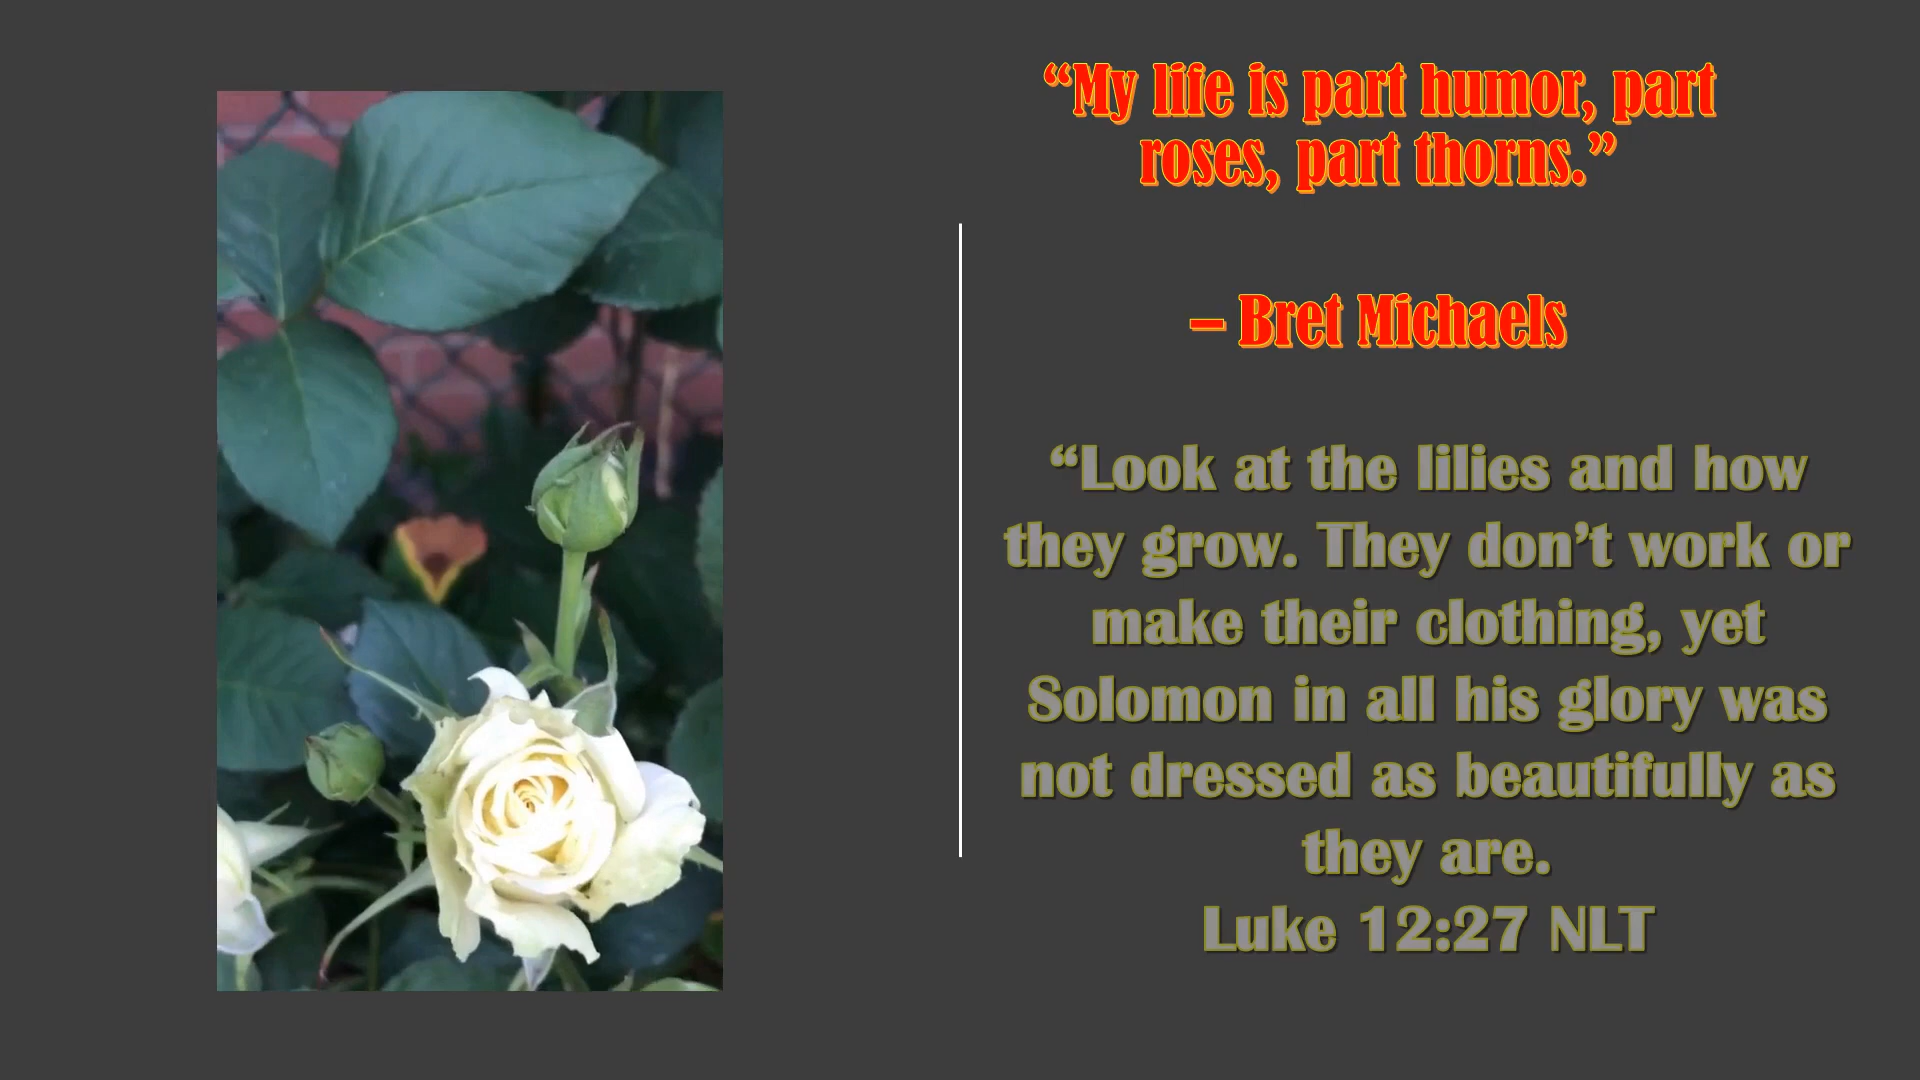 “My life is part humor, part
roses, part thorns.”
– Bret Michaels
“Look at the lilies and how
they grow. They don’t work or
make their clothing, yet
Solomon in all his glory was
not dressed as beautifully as
they are.
Luke 12:27 NLT